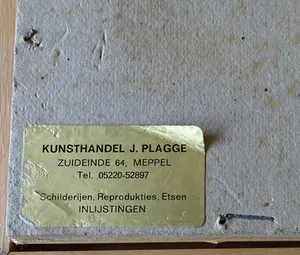 KUNSTHANDEL J. PLAGGE
ZUIDEINDE 64, MEPPEL
Tel. 05220-52897
Schilderijen, Reprodukties, Etsen
INLIJSTINGEN